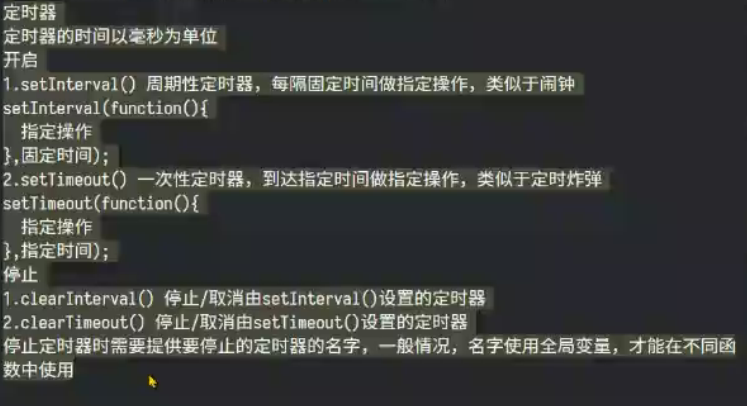 定时器
定时器的时间以毫秒为单位
开启
1.setInterval() 周期性定时器，每隔固定时间做指定操作，类似于闹钟
setInterval(function(){
  指定操作
},固定时间);
2.setTimeout() 一次性定时器，到达指定时间做指定操作，类似于定时炸弹
setTimeout(function(){
  指定操作
},指定时间);
停止
1.clearInterval() 停止/取消由setInterval()设置的定时器
2.clearTimeout() 停止/取消由setTimeout()设置的定时器
停止定时器时需要提供要停止的定时器的名字，一般情况，名字使用全局变量，才能在不同函
数中使用